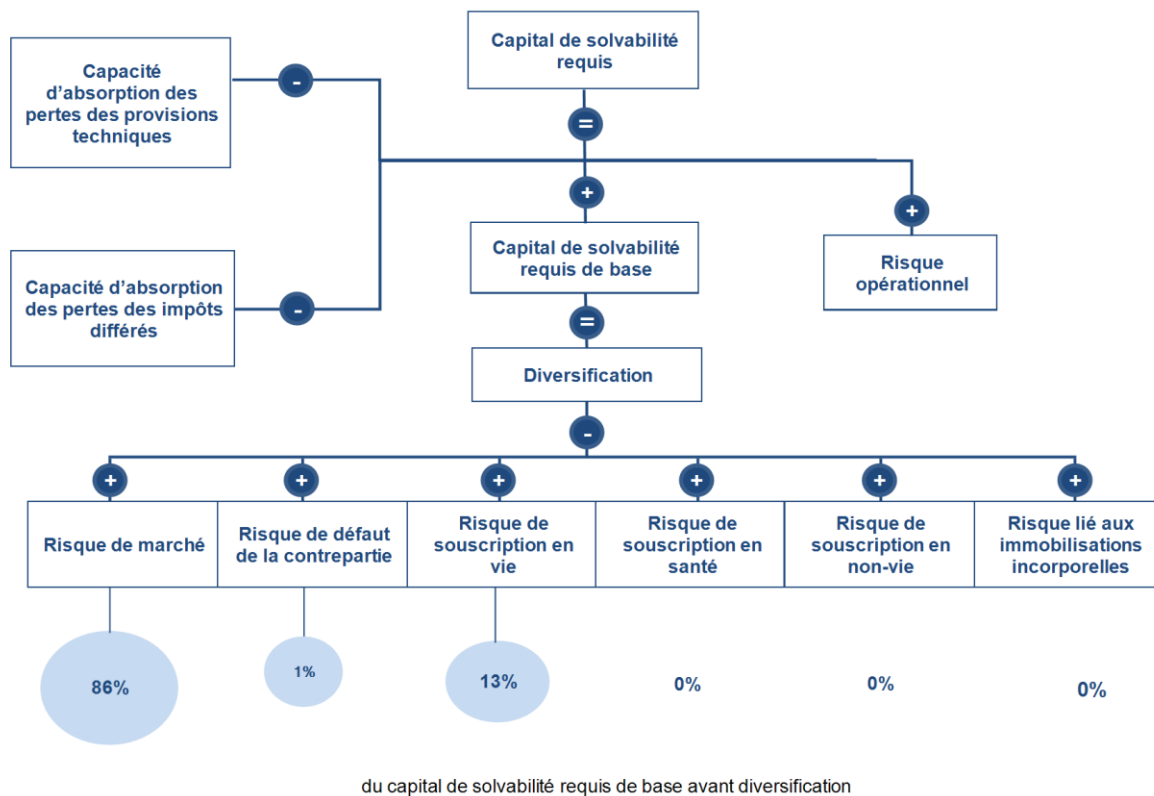 Capital de solvabilité
requis
Capacité
d'absorption des
pertes des provisions
techniques
-
=
+
+
Capital de solvabilité
requis de base
Risque
opérationnel
Capacité d'absorption
des pertes des impôts
différés
-
=
Diversification
-
+
+
+
+
+
+
Risque de marché
Risque de défaut
de la contrepartie
Risque de
souscription en
vie
Risque de
souscription en
santé
Risque de
souscription en
non-vie
Risque lié aux
immobilisations
incorporelles
86%
1%
13%
0%
0%
0%
du capital de solvabilité requis de base avant diversification